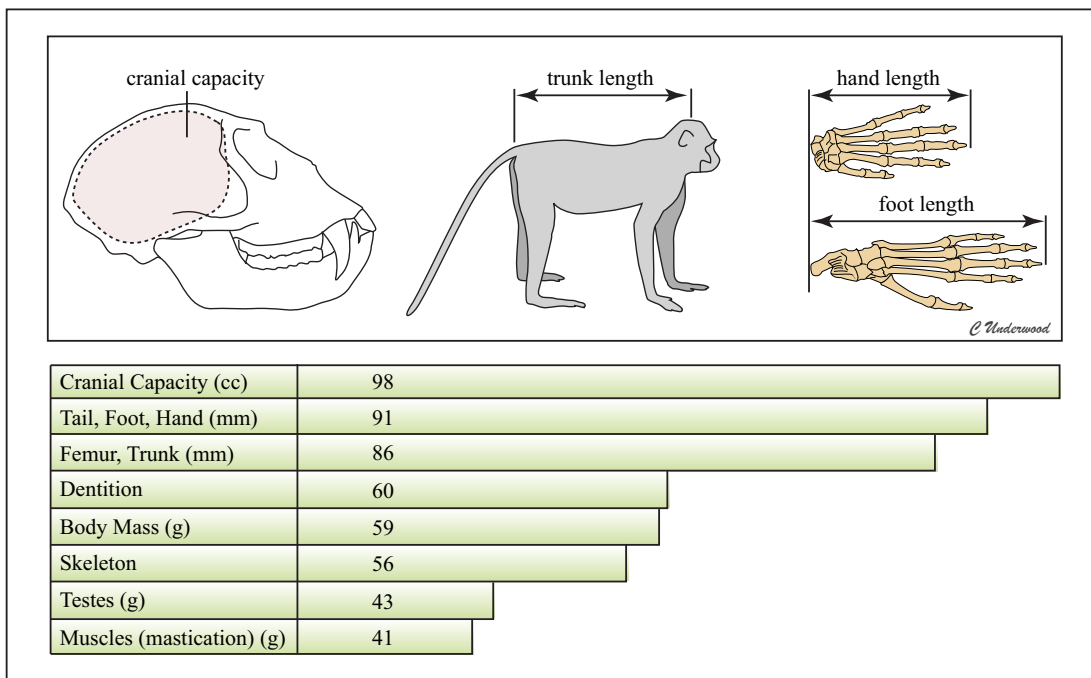 cranial capacity
trunk length
hand length
foot length
C Underwood
Cranial Capacity (cc) 98
Tail, Foot, Hand (mm) 91
Femur, Trunk (mm) 86
Dentition 60
Body Mass (g) 59
Skeleton 56
Testes (g) 43
Muscles (mastication) (g) 41